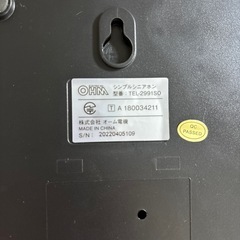 OHM シンプルシニアホン
型番：TEL-2991SO
T A 180034211
株式会社 オーム電機
MADE IN CHINA
S/N： 20220405109
QC
PASSED